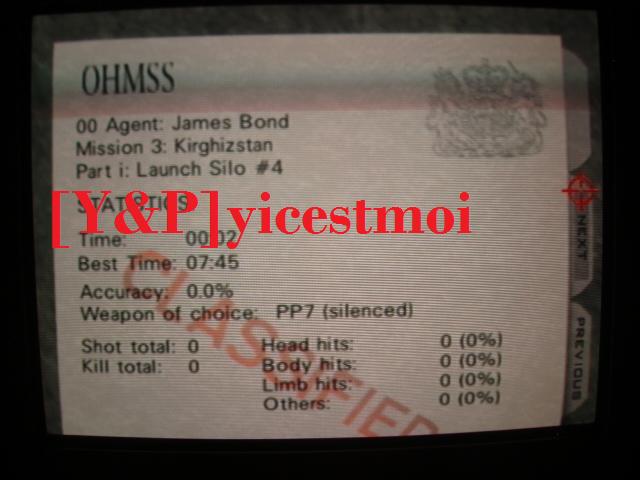 OHMSS
00 Agent: James Bond
Mission 3: Kirghizstan
Part i: Launch Silo #4
STATISTICS
[Y&P]yicestmoi
Time: 00:02
Best Time: 07:45
Accuracy: 0.0%
Weapon of choice: PP7 (silenced)
Shot total: 0
Kill total: 0
Head hits: 0 (0%)
Body hits: 0 (0%)
Limb hits: 0 (0%)
Others: 0 (0%)
CLASSIFIED
NEXT
PREVIOUS